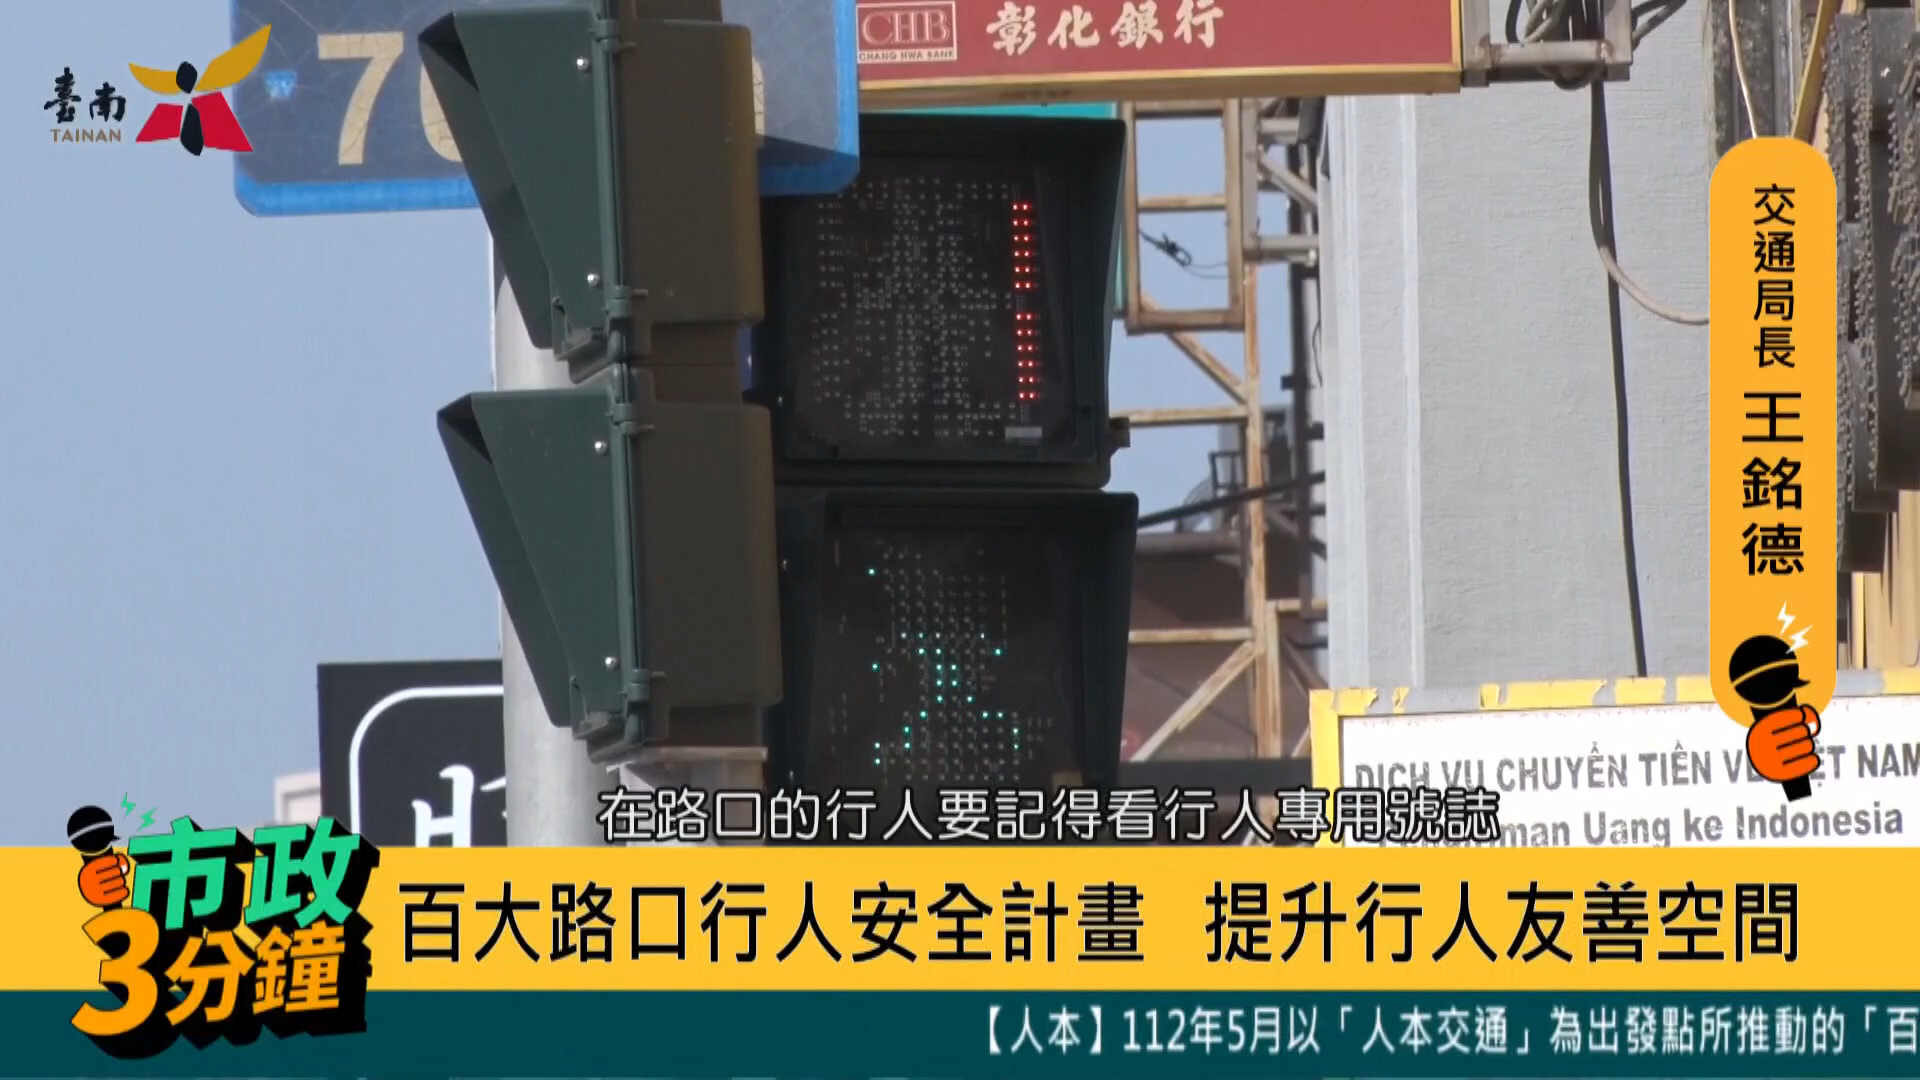 臺南
TAINAN
CHB
CHANG HWA BANK
彰化銀行
交通局長 王銘德
DỊCH VỤ CHUYỂN TIỀN VỀ
ET NAM
man Uang ke Indonesia
在路口的行人要記得看行人專用號誌
市政
3分鐘
百大路口行人安全計畫 提升行人友善空間
【人本】112年5月以「人本交通」為出發點所推動的「百